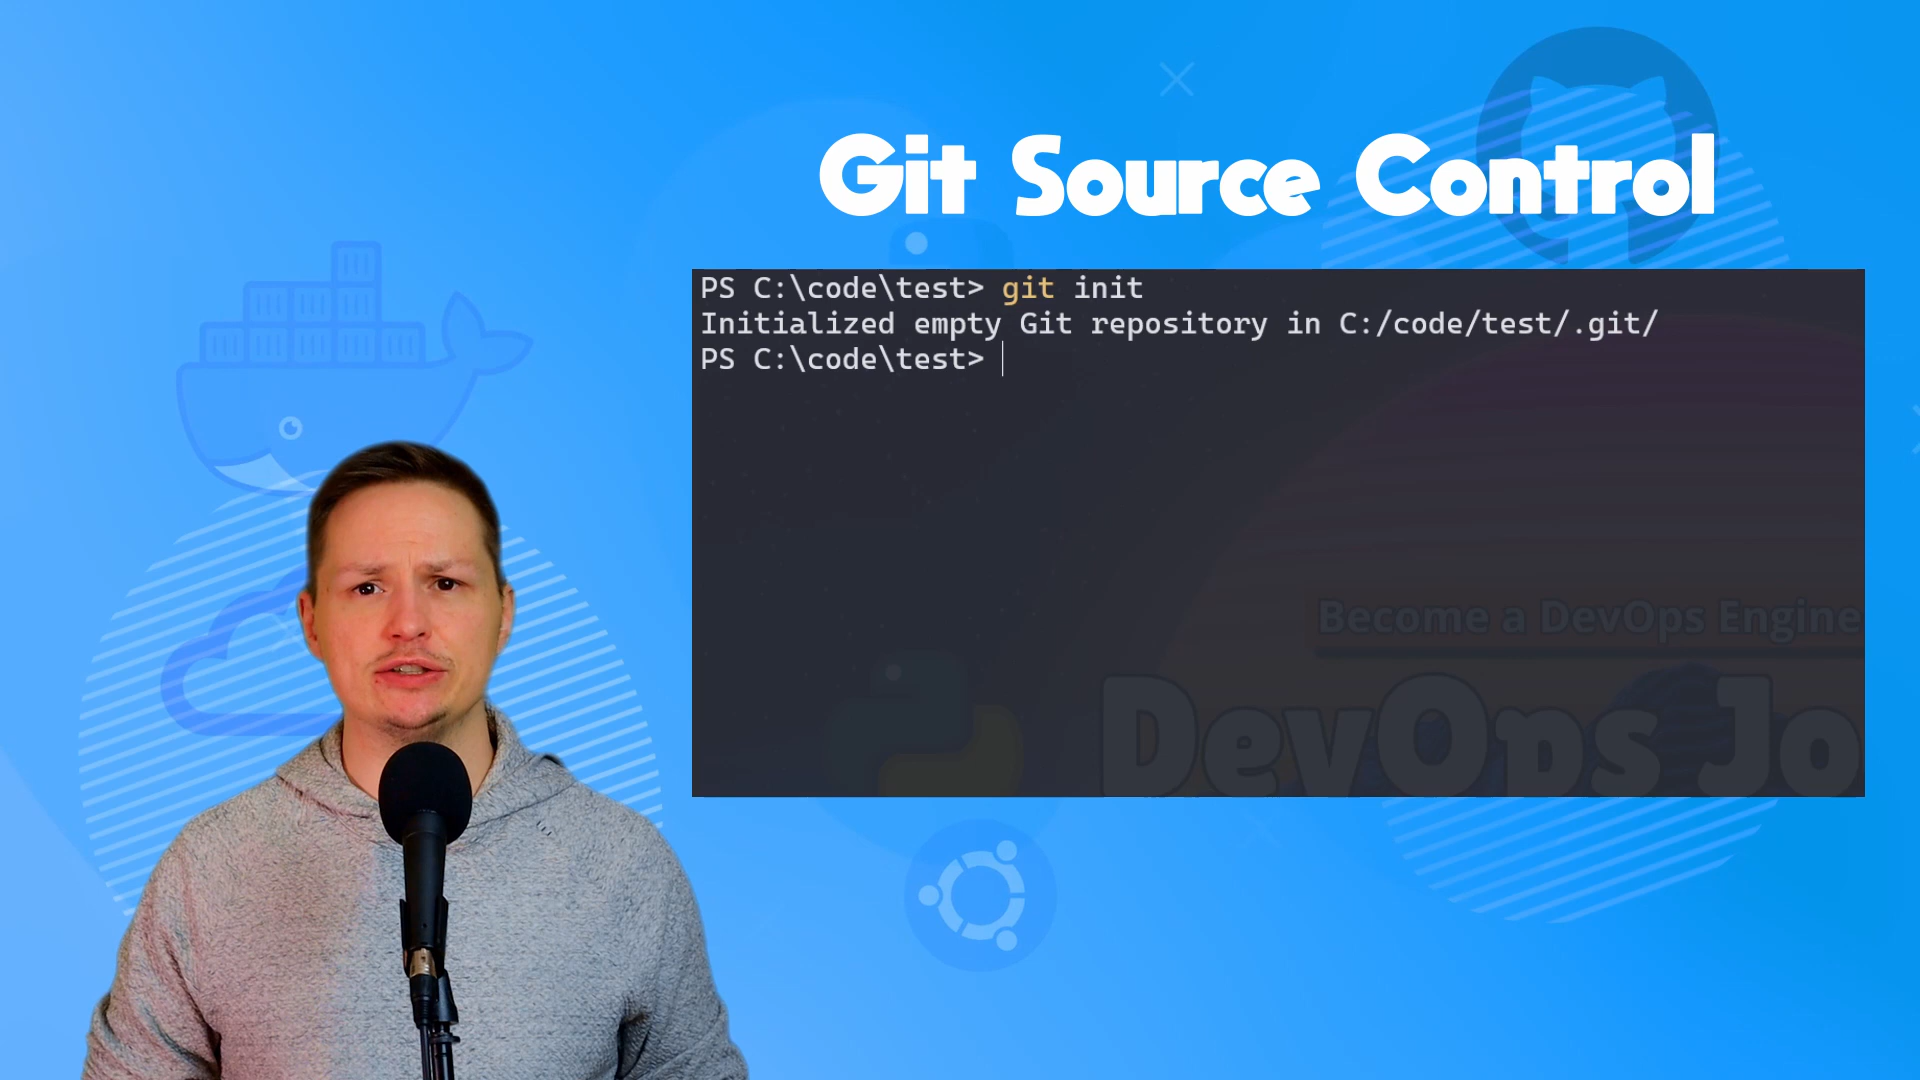 Git Source Control
PS C:\code\test> git init
Initialized empty Git repository in C:/code/test/.git/
PS C:\code\test>
Become a DevOps Engine
DevOps Jo